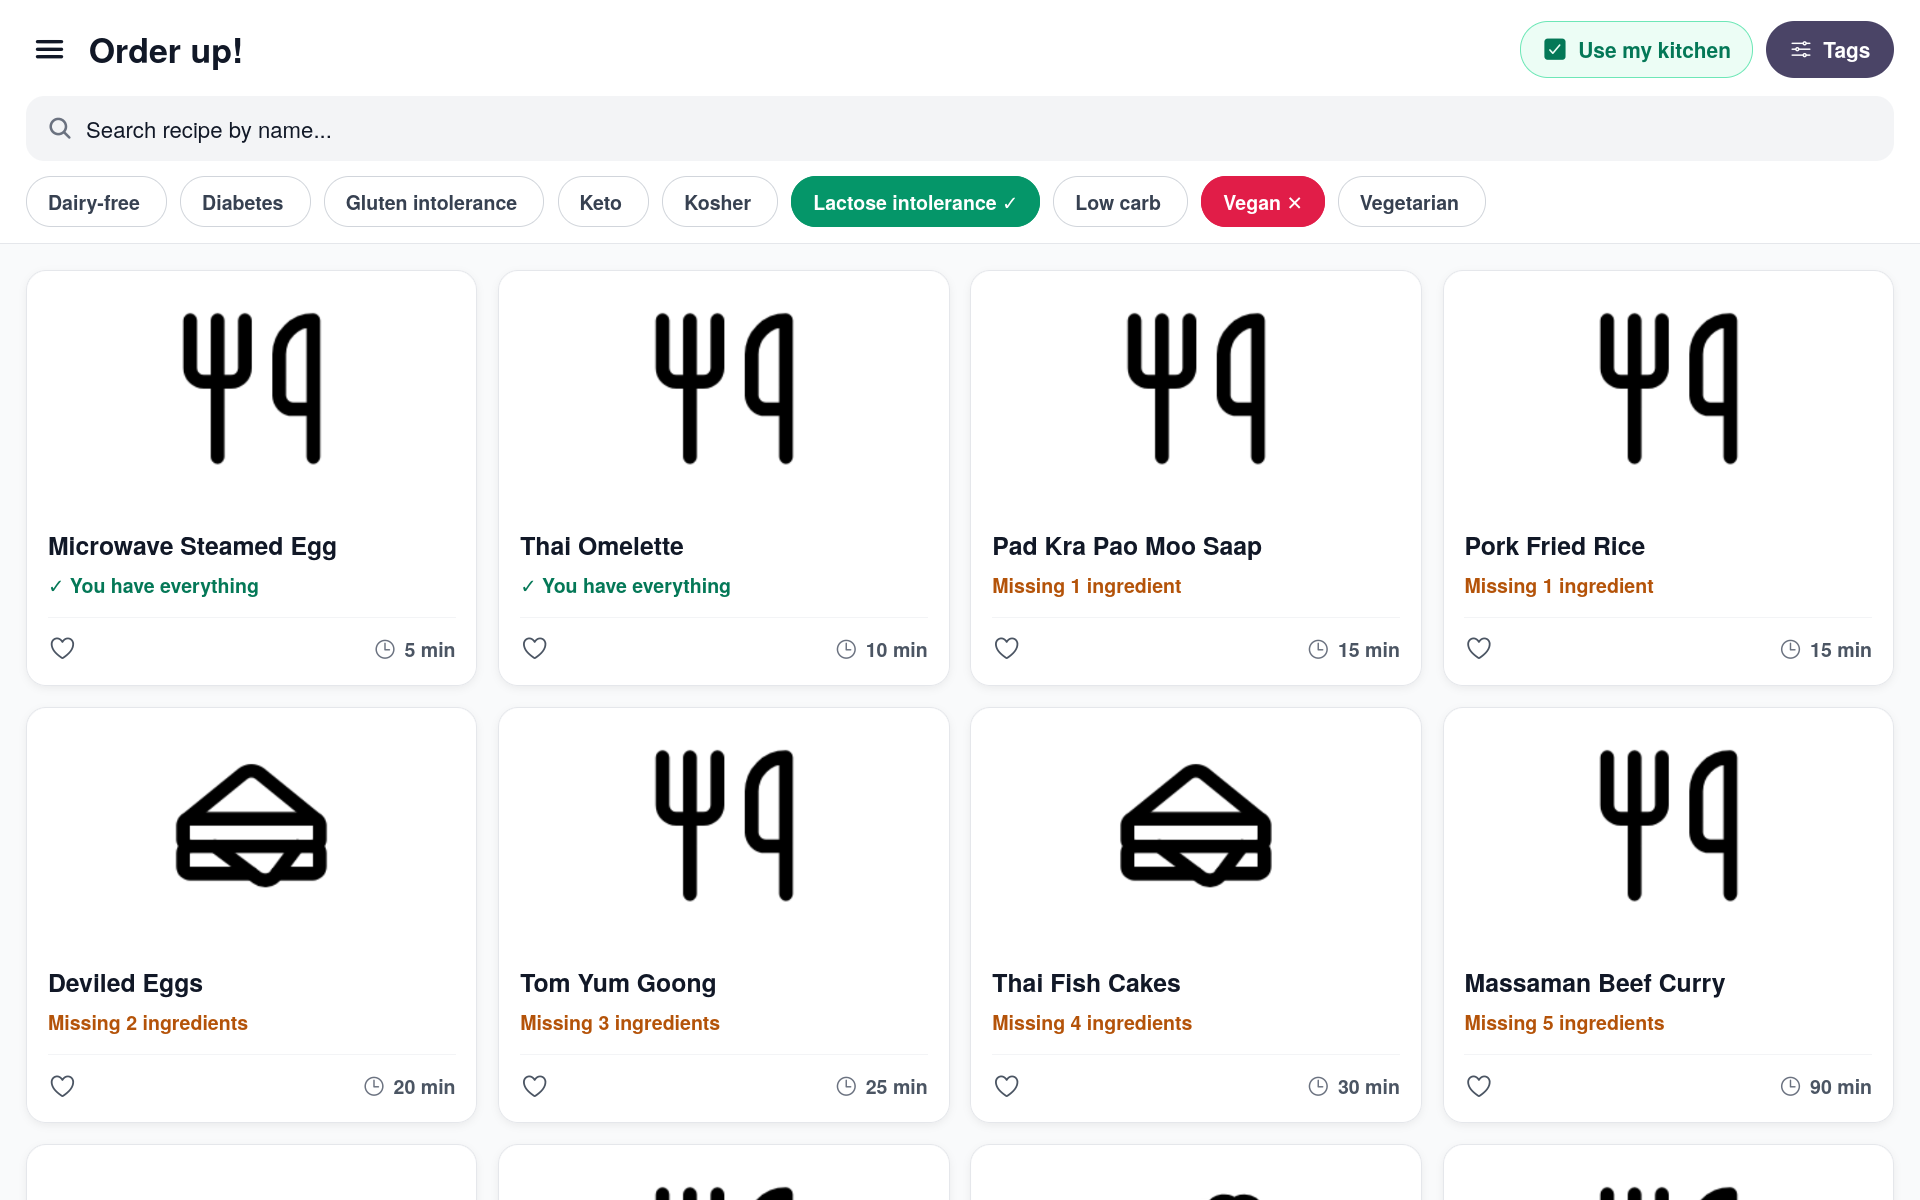 Order up!
Use my kitchen
Tags
Search recipe by name...
Dairy-free
Diabetes
Gluten intolerance
Keto
Kosher
Lactose intolerance ✓
Low carb
Vegan ✕
Vegetarian
Microwave Steamed Egg
✓ You have everything
5 min
Thai Omelette
✓ You have everything
10 min
Pad Kra Pao Moo Saap
Missing 1 ingredient
15 min
Pork Fried Rice
Missing 1 ingredient
15 min
Deviled Eggs
Missing 2 ingredients
20 min
Tom Yum Goong
Missing 3 ingredients
25 min
Thai Fish Cakes
Missing 4 ingredients
30 min
Massaman Beef Curry
Missing 5 ingredients
90 min